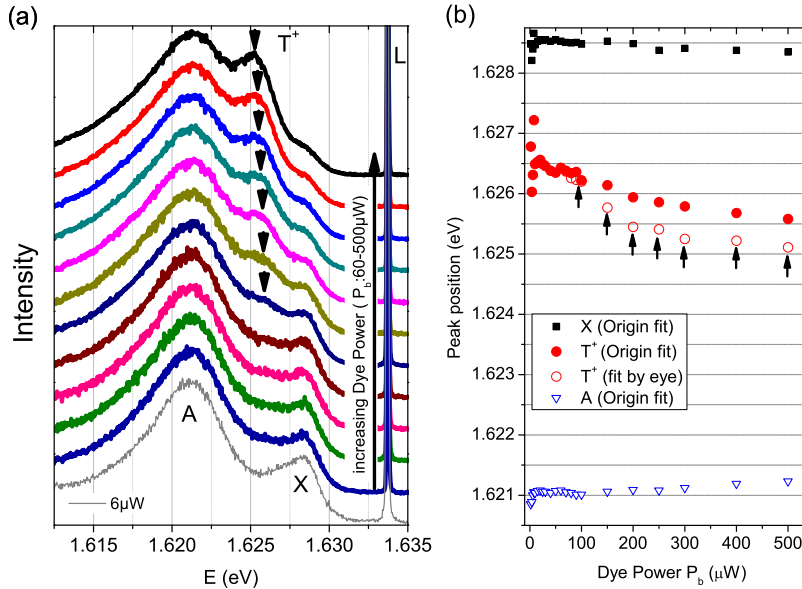 (a)
T+
L
Intensity
increasing Dye Power ( Pb:60-500µW)
A
X
6µW
1.615
1.620
1.625
1.630
1.635
E (eV)
(b)
1.628
1.627
1.626
1.625
1.624
1.623
1.622
1.621
Peak position (eV)
X (Origin fit)
T+ (Origin fit)
T+ (fit by eye)
A (Origin fit)
0
100
200
300
400
500
Dye Power Pb (µW)